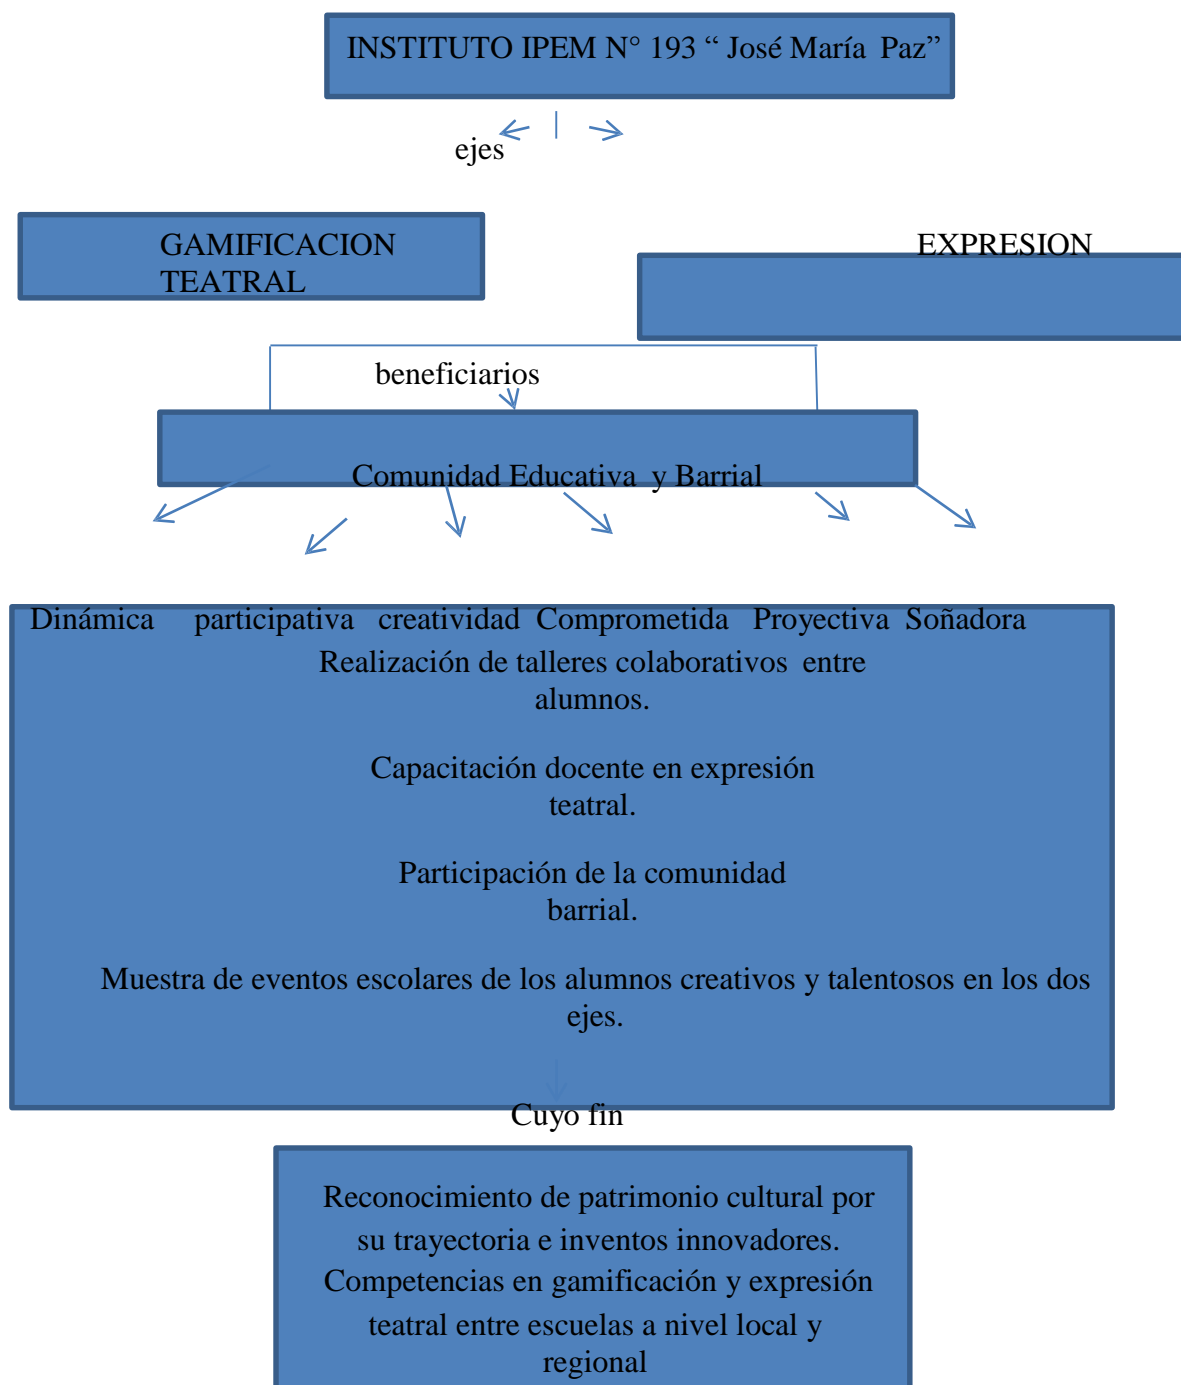 INSTITUTO IPEM N° 193 “ José María Paz”
ejes
GAMIFICACION EXPRESION
TEATRAL
beneficiarios
Comunidad Educativa y Barrial
Dinámica participativa creatividad Comprometida Proyectiva Soñadora
Realización de talleres colaborativos entre
alumnos.
Capacitación docente en expresión
teatral.
Participación de la comunidad
barrial.
Muestra de eventos escolares de los alumnos creativos y talentosos en los dos
ejes.
Cuyo fin
Reconocimiento de patrimonio cultural por
su trayectoria e inventos innovadores.
Competencias en gamificación y expresión
teatral entre escuelas a nivel local y
regional